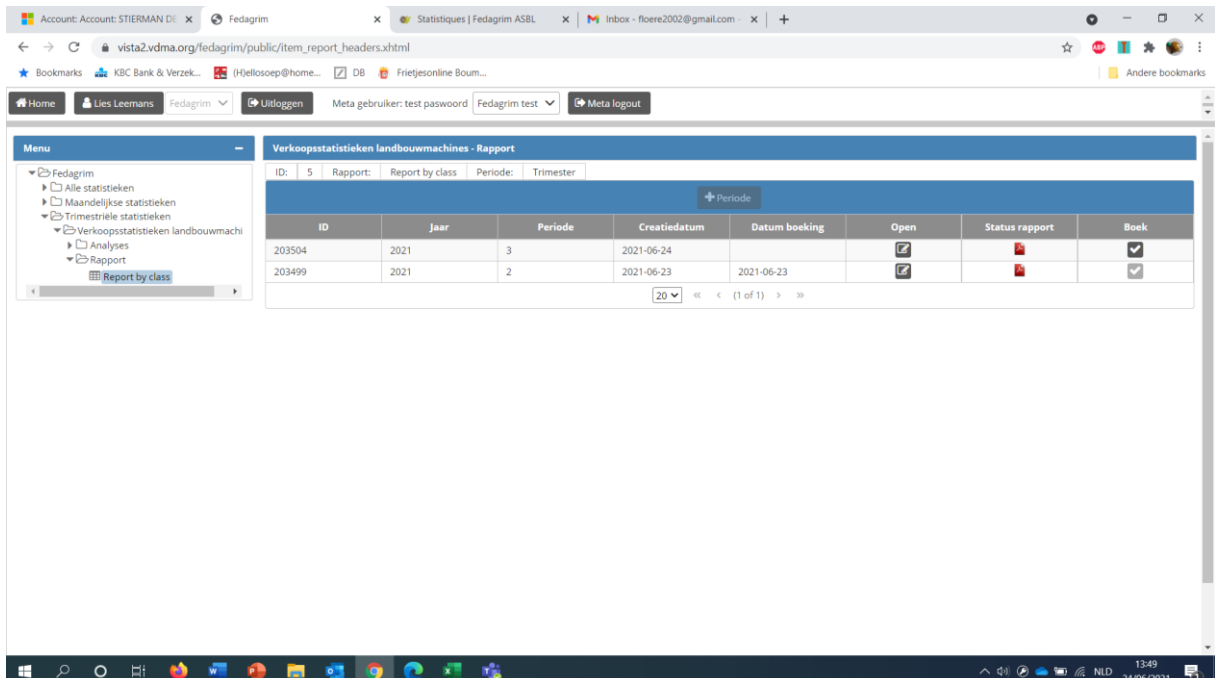 Account: Account: STIERMAN DE
Fedagrim
Statistiques | Fedagrim ASBL
Inbox - floere2002@gmail.com -
vista2.vdma.org/fedagrim/public/item_report_headers.xhtml
ABP
Bookmarks KBC Bank & Verzek... (H)ellosoep@home... DB Frietjesonline Boum... Andere bookmarks
Home Lies Leemans Fedagrim Uitloggen Meta gebruiker: test paswoord Fedagrim test Meta logout
Menu
Fedagrim
Alle statistieken
Maandelijkse statistieken
Trimestriële statistieken
Verkoopsstatistieken landbouwmachi
Analyses
Rapport
Report by class
Verkoopsstatistieken landbouwmachines - Rapport
ID: 5 Rapport: Report by class Periode: Trimester
Periode
ID Jaar Periode Creatiedatum Datum boeking Open Status rapport Boek
203504 2021 3 2021-06-24
203499 2021 2 2021-06-23 2021-06-23
20 (1 of 1)
NLD 13:49
24/06/2021